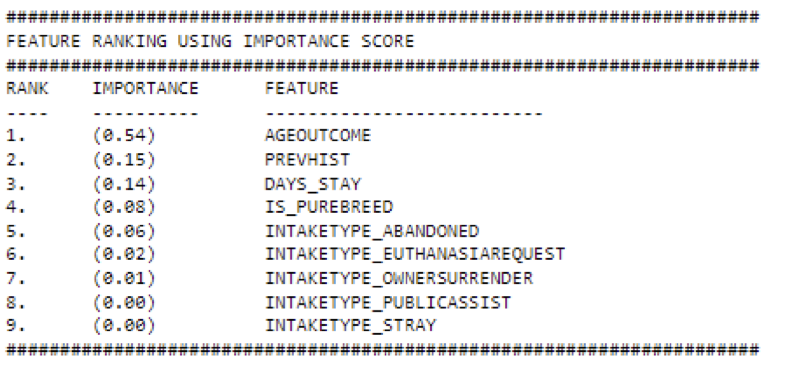 ######################################################################
FEATURE RANKING USING IMPORTANCE SCORE
######################################################################
RANK    IMPORTANCE      FEATURE
----    ----------      --------------------------
1.      (0.54)          AGEOUTCOME
2.      (0.15)          PREVHIST
3.      (0.14)          DAYS_STAY
4.      (0.08)          IS_PUREBREED
5.      (0.06)          INTAKETYPE_ABANDONED
6.      (0.02)          INTAKETYPE_EUTHANASIAREQUEST
7.      (0.01)          INTAKETYPE_OWNERSURRENDER
8.      (0.00)          INTAKETYPE_PUBLICASSIST
9.      (0.00)          INTAKETYPE_STRAY
######################################################################